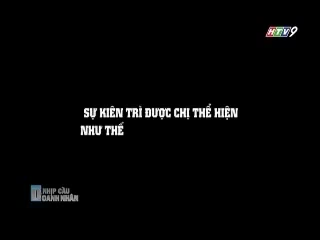 HTV9
SỰ KIÊN TRÌ ĐƯỢC CHỊ THỂ HIỆN
NHƯ THẾ
NHỊP CẦU
DOANH NHÂN